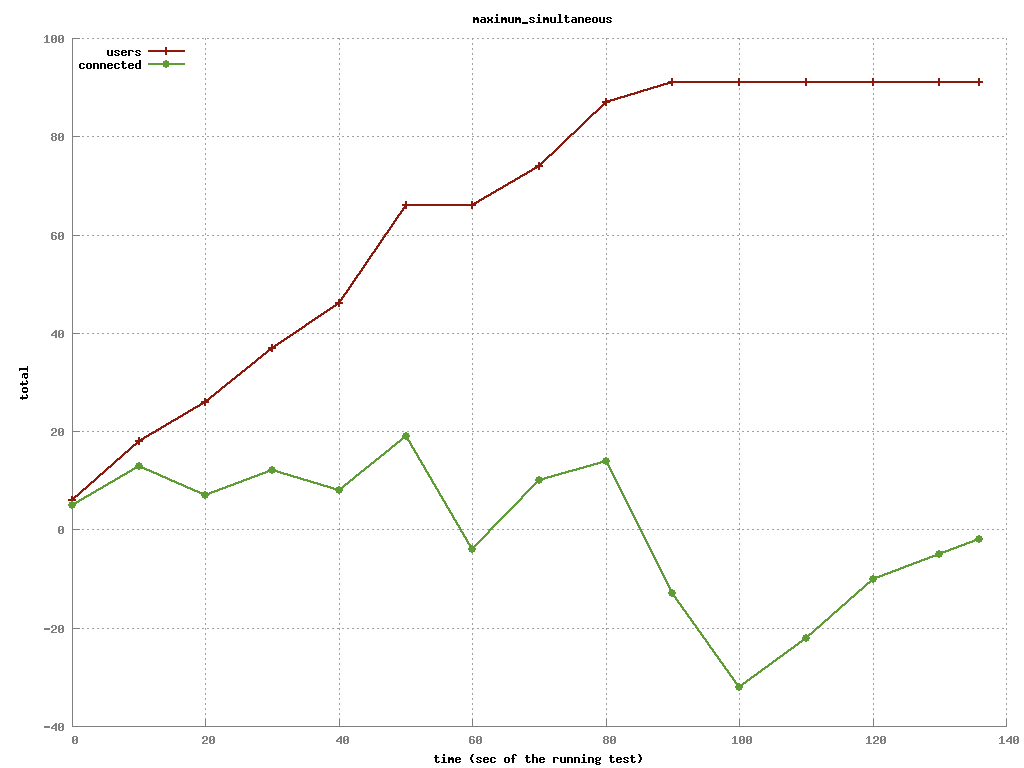 maximum_simultaneous
users
connected
100
80
60
40
20
0
-20
-40
total
0 20 40 60 80 100 120 140
time (sec of the running test)